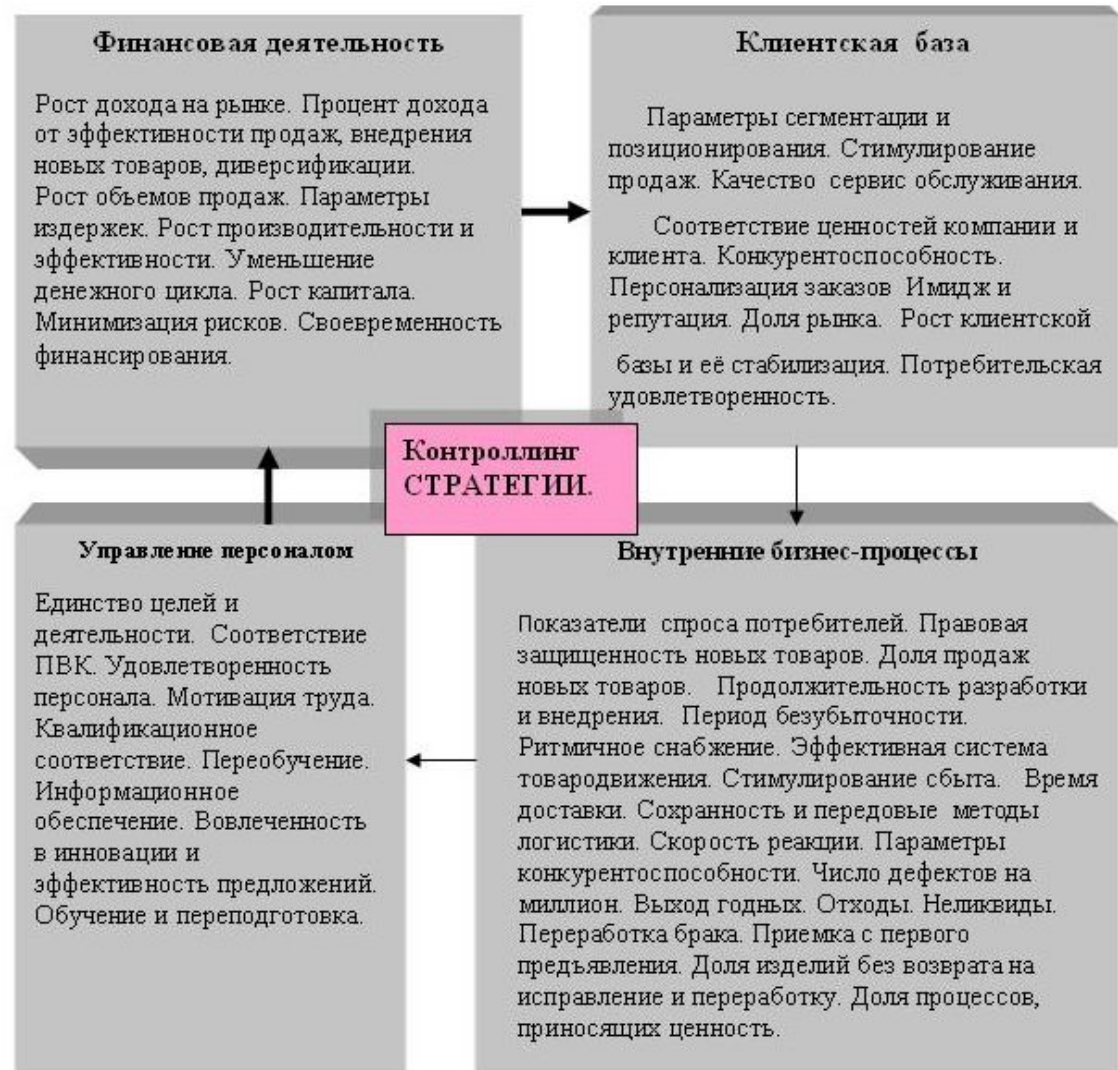 Финансовая деятельность
Рост дохода на рынке. Процент дохода
от эффективности продаж, внедрения
новых товаров, диверсификации.
Рост объемов продаж. Параметры
издержек. Рост производительности и
эффективности. Уменьшение
денежного цикла. Рост капитала.
Минимизация рисков. Своевременность
финансирования.
Клиентская база
Параметры сегментации и
позиционирования. Стимулирование
продаж. Качество сервис обслуживания.
Соответствие ценностей компании и
клиента. Конкурентоспособность.
Персонализация заказов Имидж и
репутация. Доля рынка. Рост клиентской
базы и её стабилизация. Потребительская
удовлетворенность.
Контроллинг
СТРАТЕГИИ.
Управление персоналом
Единство целей и
деятельности. Соответствие
ПВК. Удовлетворенность
персонала. Мотивация труда.
Квалификационное
соответствие. Переобучение.
Информационное
обеспечение. Вовлеченность
в инновации и
эффективность предложений.
Обучение и переподготовка.
Внутренние бизнес-процессы
Показатели спроса потребителей. Правовая
защищенность новых товаров. Доля продаж
новых товаров. Продолжительность разработки
и внедрения. Период безубыточности.
Ритмичное снабжение. Эффективная система
товародвижения. Стимулирование сбыта. Время
доставки. Сохранность и передовые методы
логистики. Скорость реакции. Параметры
конкурентоспособности. Число дефектов на
миллион. Выход годных. Отходы. Неликвиды.
Переработка брака. Приемка с первого
предъявления. Доля изделий без возврата на
исправление и переработку. Доля процессов,
приносящих ценность.